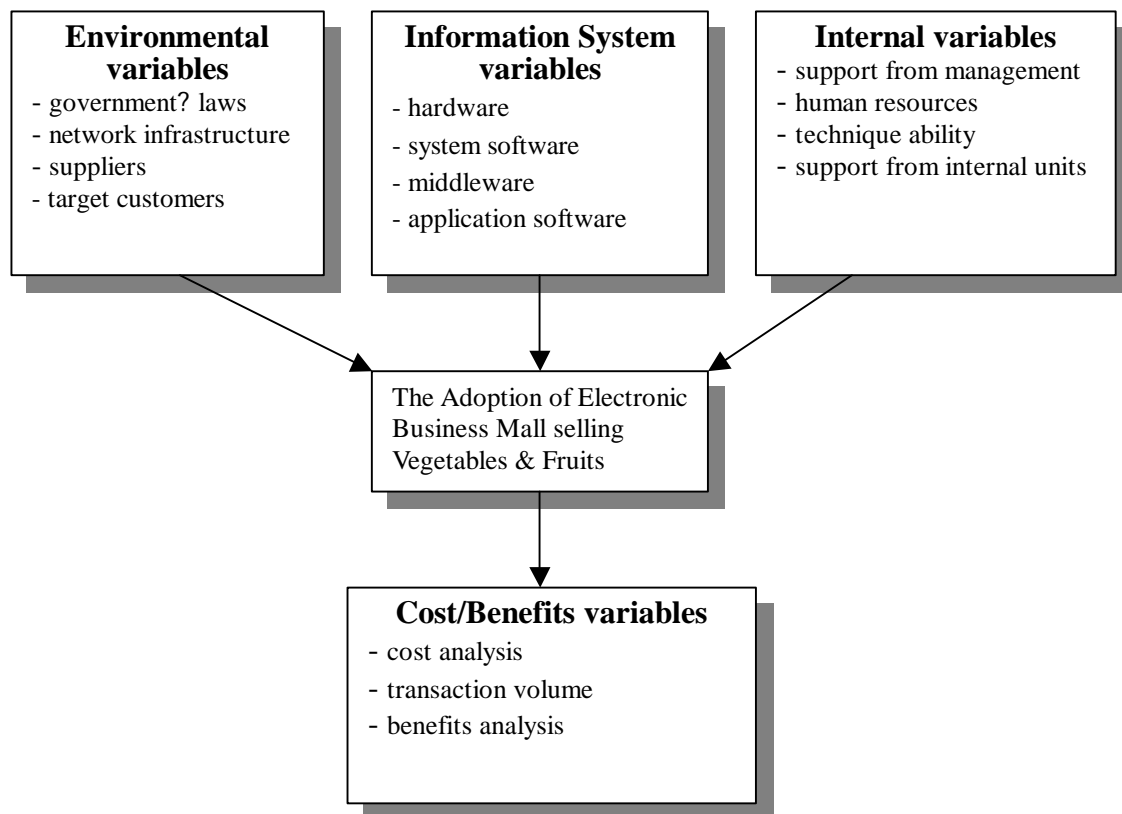 Environmental
variables
- government? laws
- network infrastructure
- suppliers
- target customers
Information System
variables
- hardware
- system software
- middleware
- application software
Internal variables
- support from management
- human resources
- technique ability
- support from internal units
The Adoption of Electronic
Business Mall selling
Vegetables & Fruits
Cost/Benefits variables
- cost analysis
- transaction volume
- benefits analysis